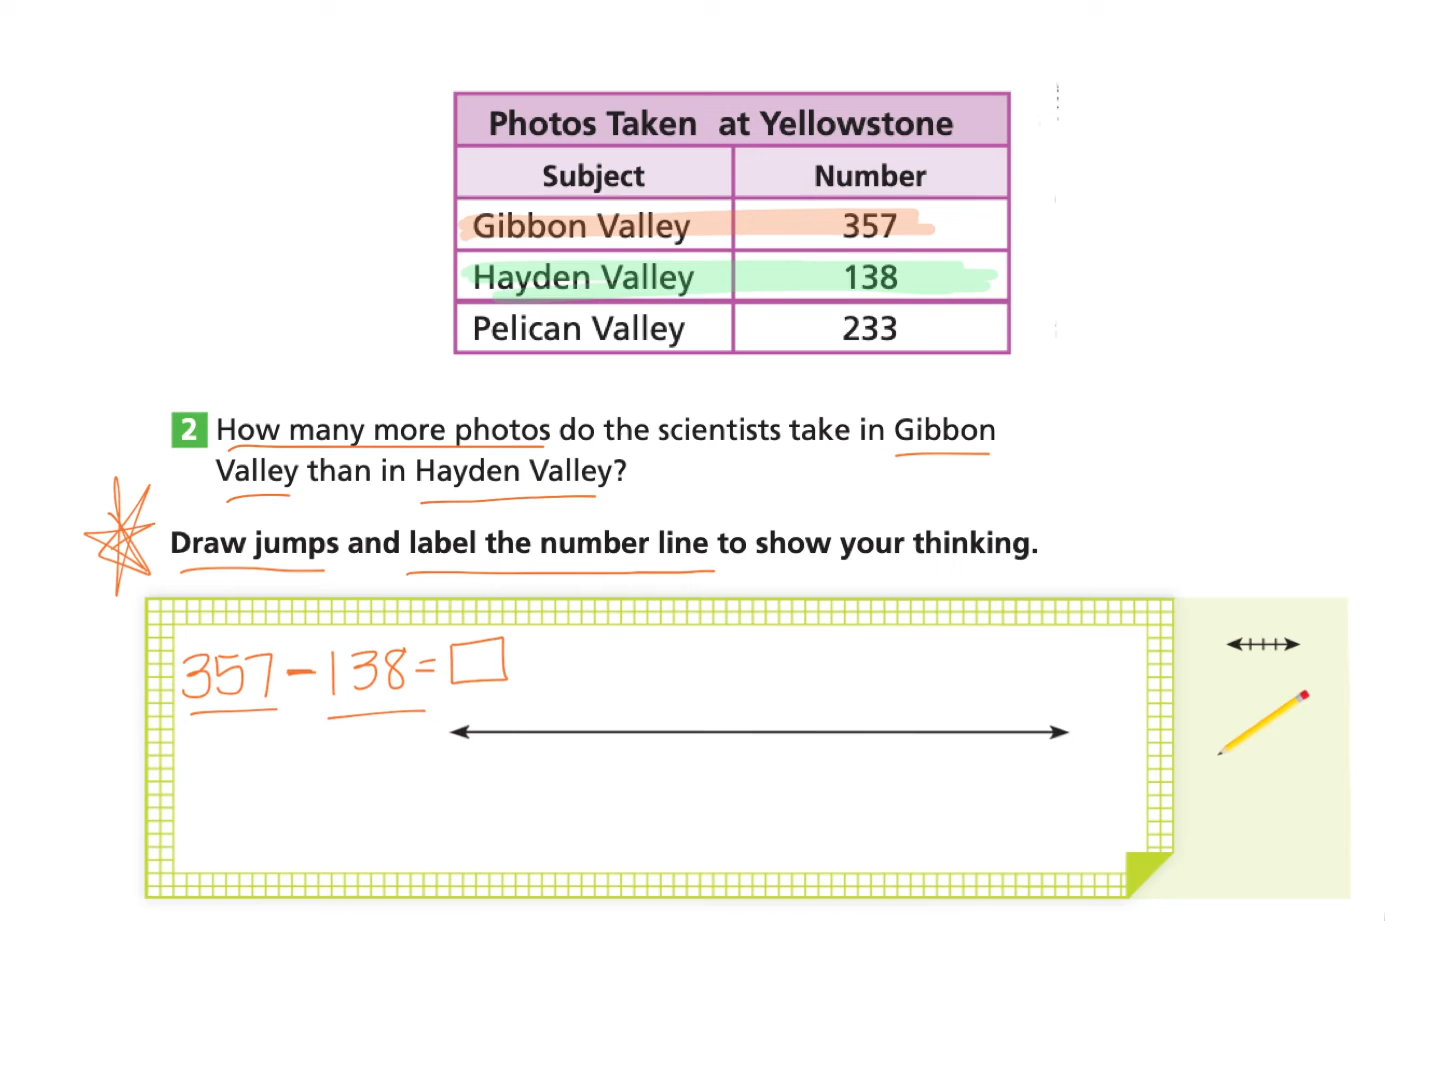 Photos Taken at Yellowstone
Subject Number
Gibbon Valley 357
Hayden Valley 138
Pelican Valley 233
2 How many more photos do the scientists take in Gibbon
Valley than in Hayden Valley?
Draw jumps and label the number line to show your thinking.
357 - 138 = □